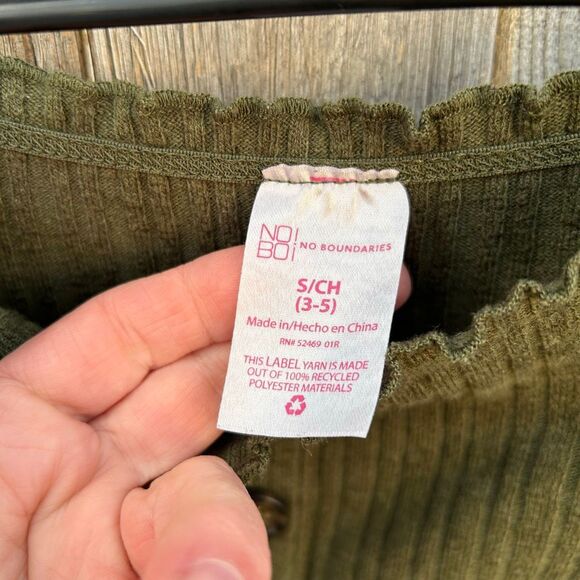 NO!
BOi NO BOUNDARIES
S/CH
(3-5)
Made in/Hecho en China
RN# 52469 01R
THIS LABEL YARN IS MADE
OUT OF 100% RECYCLED
POLYESTER MATERIALS